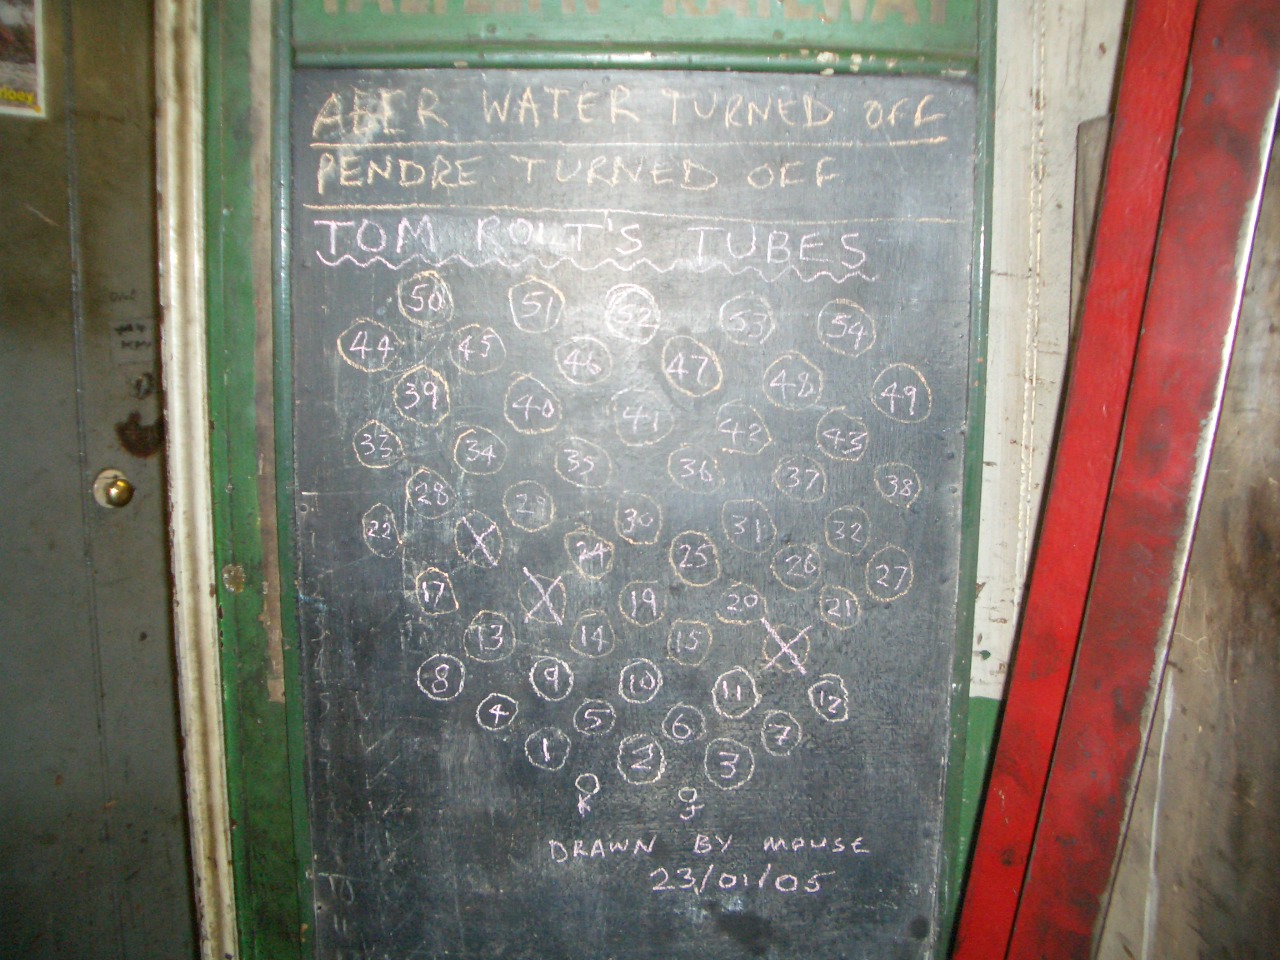 TALYLLYN RAILWAY
ABER WATER TURNED OFF
PENDRE TURNED OFF
TOM ROLT'S TUBES
50 51 52 53 54
44 45 46 47 48 49
39 40 41 42 43
33 34 35 36 37 38
28 29 30 31 32
22 X 24 25 26 27
17 X 19 20 21
13 14 15 X
8 9 10 11 12
4 5 6 7
1 2 3
DRAWN BY MOUSE
23/01/05